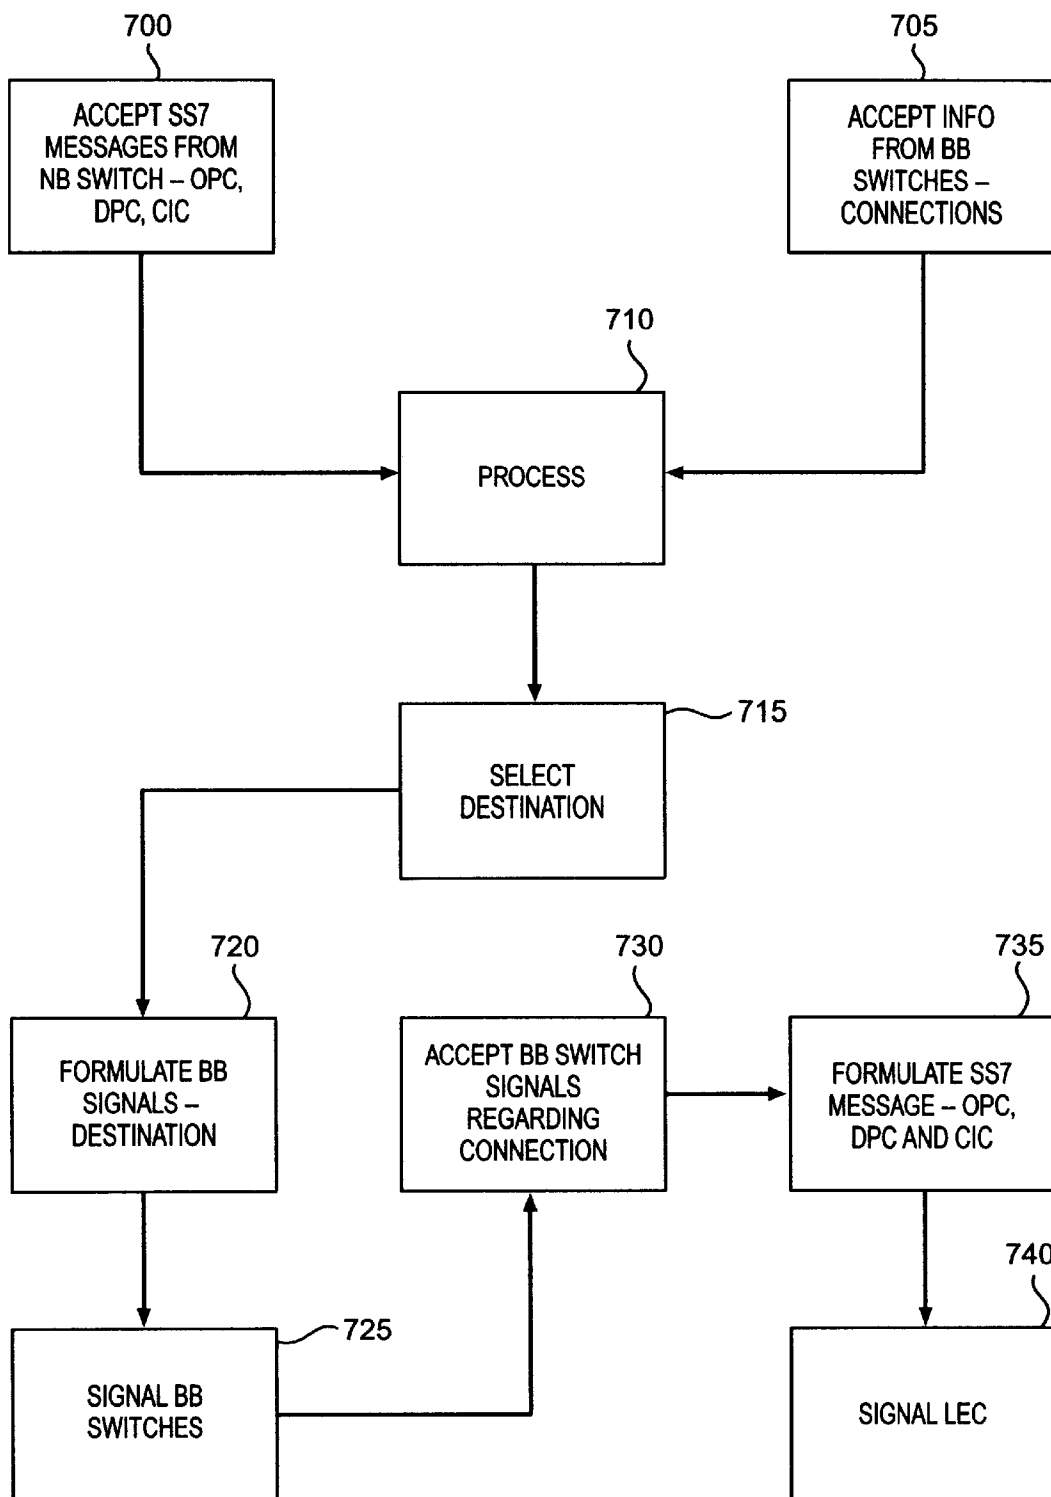 700
ACCEPT SS7
MESSAGES FROM
NB SWITCH – OPC,
DPC, CIC
705
ACCEPT INFO
FROM BB
SWITCHES –
CONNECTIONS
710
PROCESS
715
SELECT
DESTINATION
720
FORMULATE BB
SIGNALS –
DESTINATION
725
SIGNAL BB
SWITCHES
730
ACCEPT BB SWITCH
SIGNALS
REGARDING
CONNECTION
735
FORMULATE SS7
MESSAGE – OPC,
DPC AND CIC
740
SIGNAL LEC